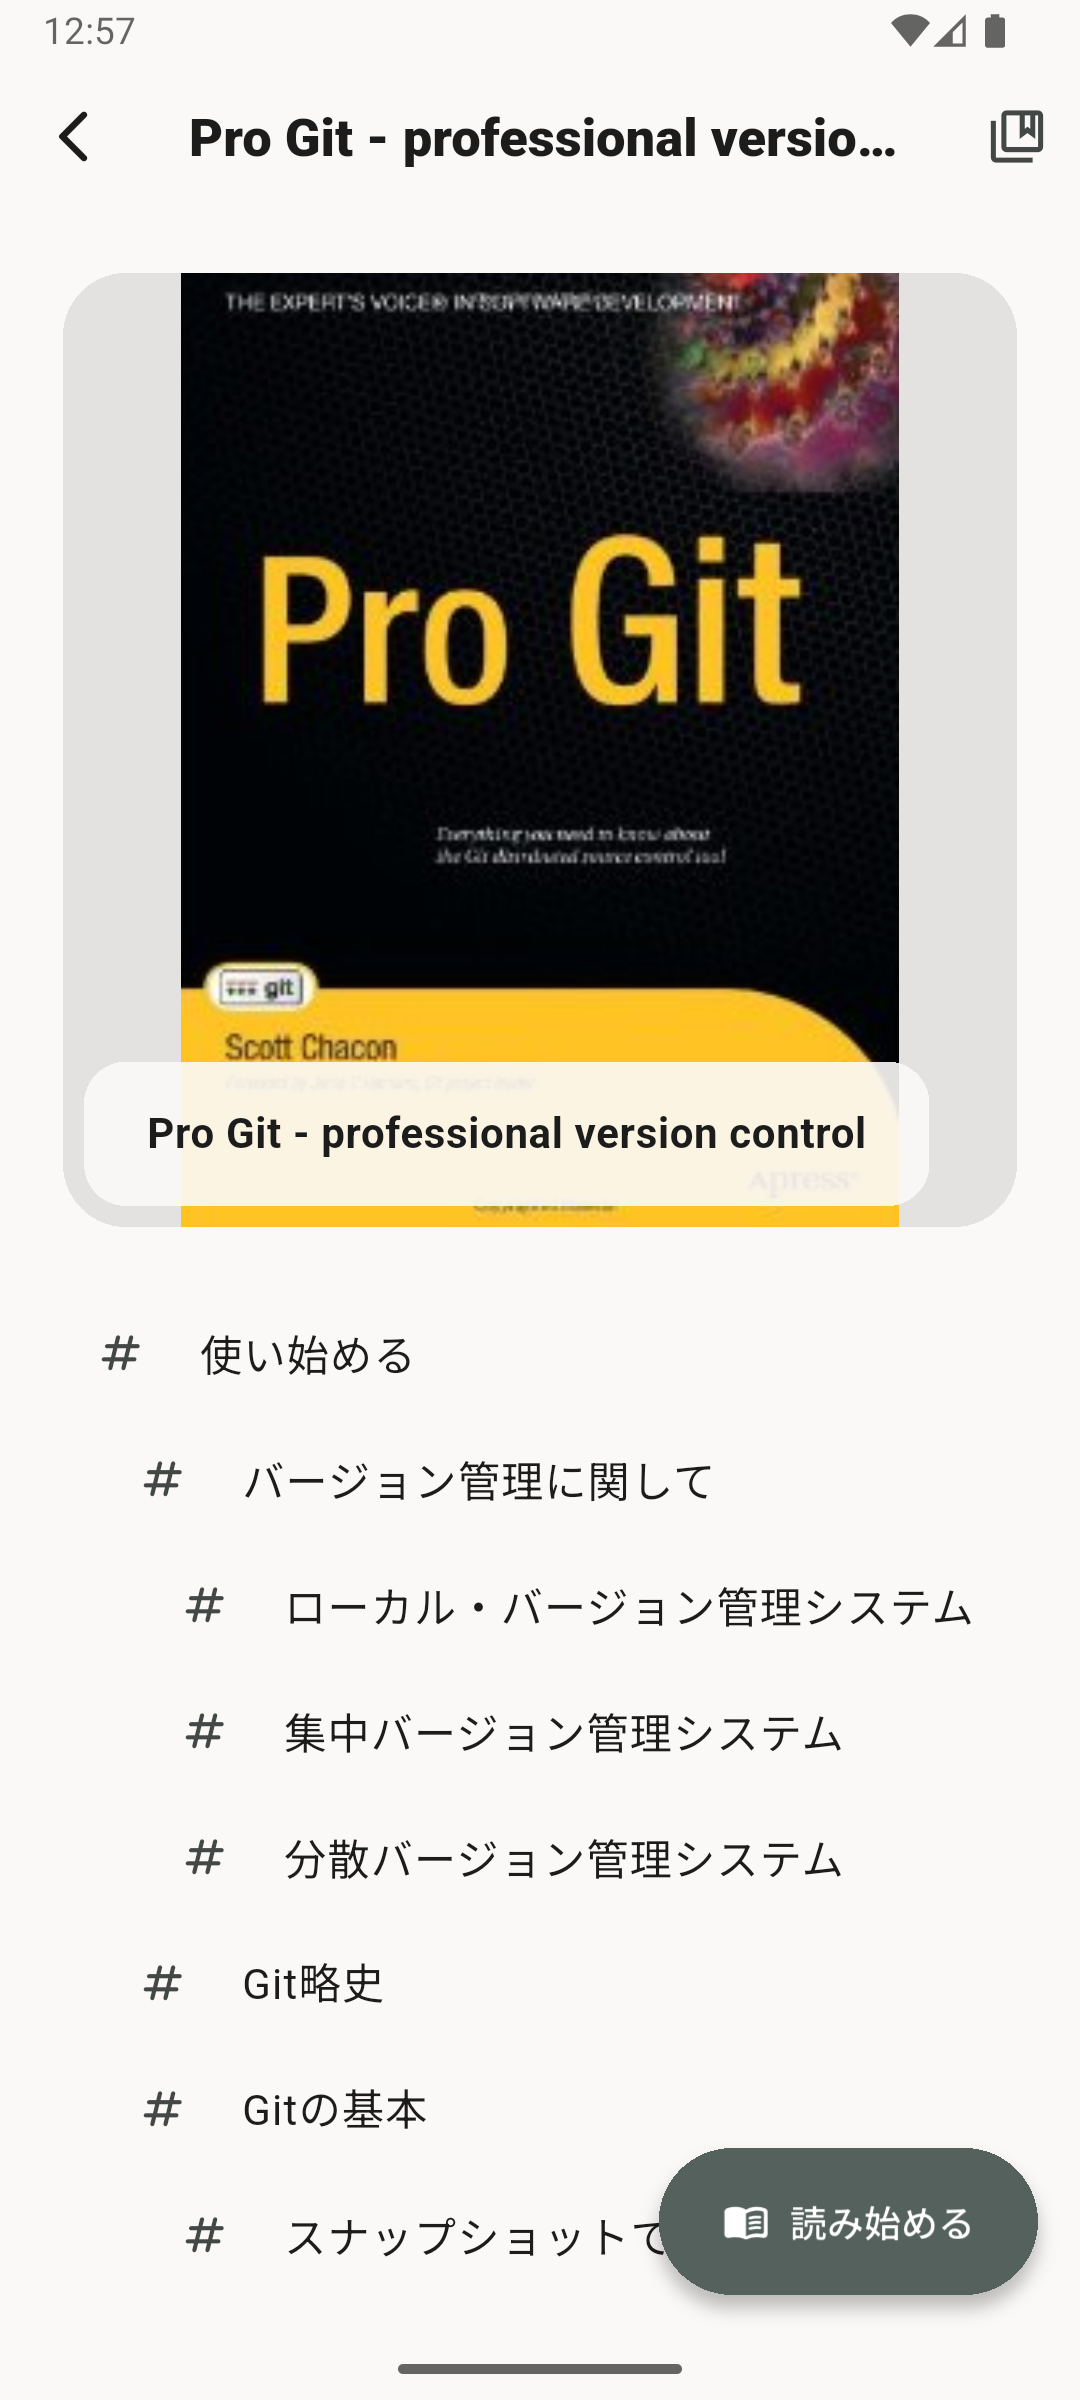 12:57
Pro Git - professional versio...
THE EXPERT'S VOICE® IN SOFTWARE DEVELOPMENT
Pro Git
Everything you need to know about
the Git distributed source control tool
git
Scott Chacon
Pro Git - professional version control
Apress®
# 使い始める
# バージョン管理に関して
# ローカル・バージョン管理システム
# 集中バージョン管理システム
# 分散バージョン管理システム
# Git略史
# Gitの基本
# スナップショットで
読み始める